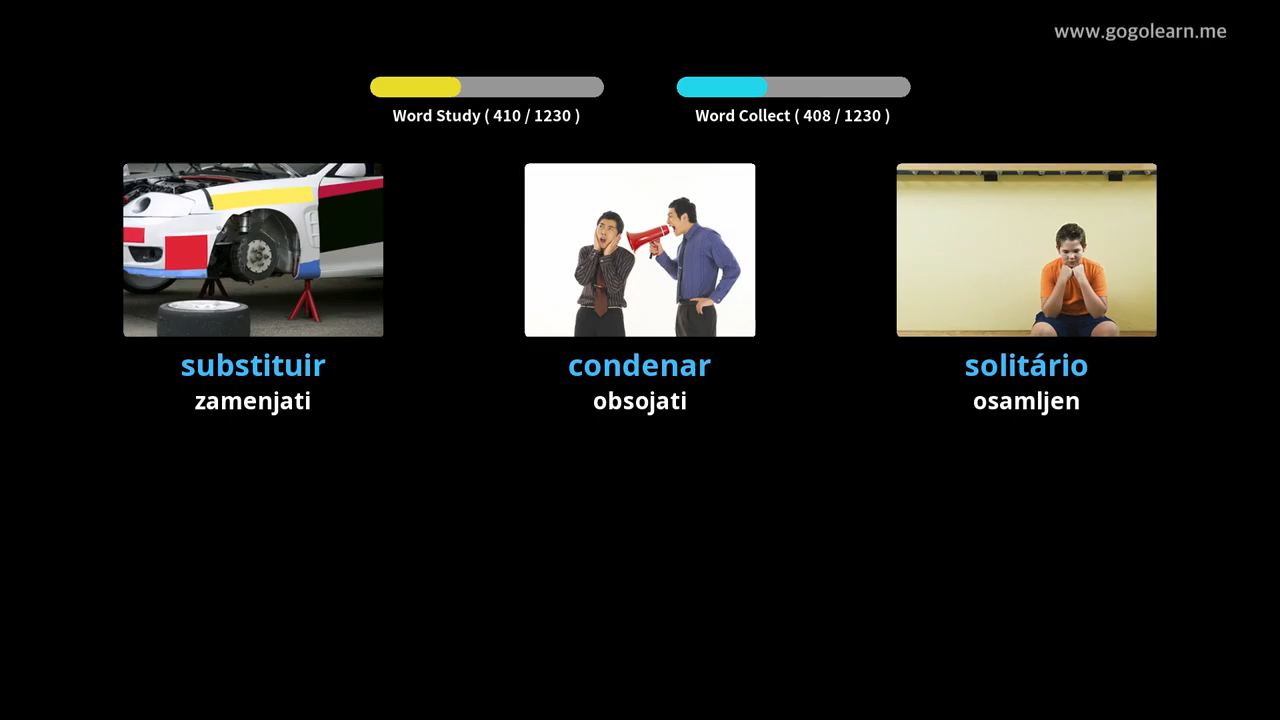 www.gogolearn.me
Word Study ( 410 / 1230 )
Word Collect ( 408 / 1230 )
substituir
zamenjati
condenar
obsojati
solitário
osamljen